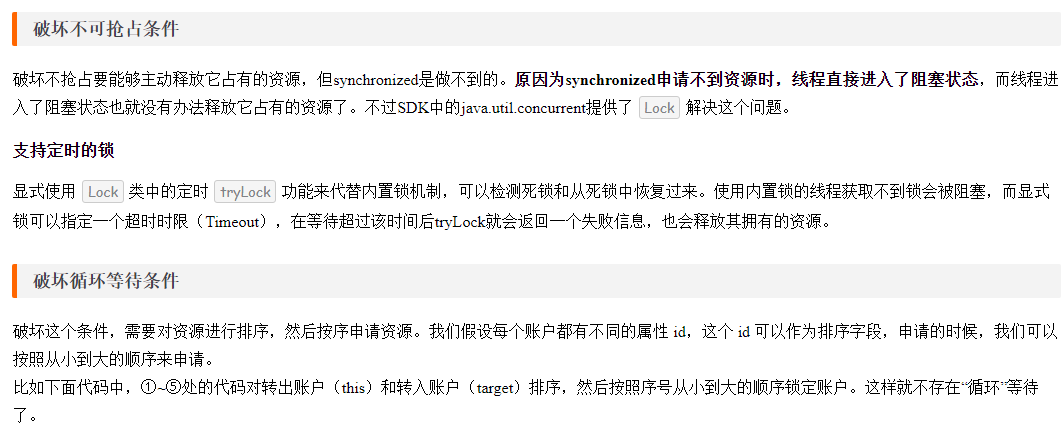 破坏不可抢占条件
破坏不抢占要能够主动释放它占有的资源，但synchronized是做不到的。原因为synchronized申请不到资源时，线程直接进入了阻塞状态，而线程进
入了阻塞状态也就没有办法释放它占有的资源了。不过SDK中的java.util.concurrent提供了 Lock 解决这个问题。
支持定时的锁
显式使用 Lock 类中的定时 tryLock 功能来代替内置锁机制，可以检测死锁和从死锁中恢复过来。使用内置锁的线程获取不到锁会被阻塞，而显式
锁可以指定一个超时时限（Timeout），在等待超过该时间后tryLock就会返回一个失败信息，也会释放其拥有的资源。
破坏循环等待条件
破坏这个条件，需要对资源进行排序，然后按序申请资源。我们假设每个账户都有不同的属性 id，这个 id 可以作为排序字段，申请的时候，我们可以
按照从小到大的顺序来申请。
比如下面代码中，①~⑤处的代码对转出账户（this）和转入账户（target）排序，然后按照序号从小到大的顺序锁定账户。这样就不存在“循环”等待
了。